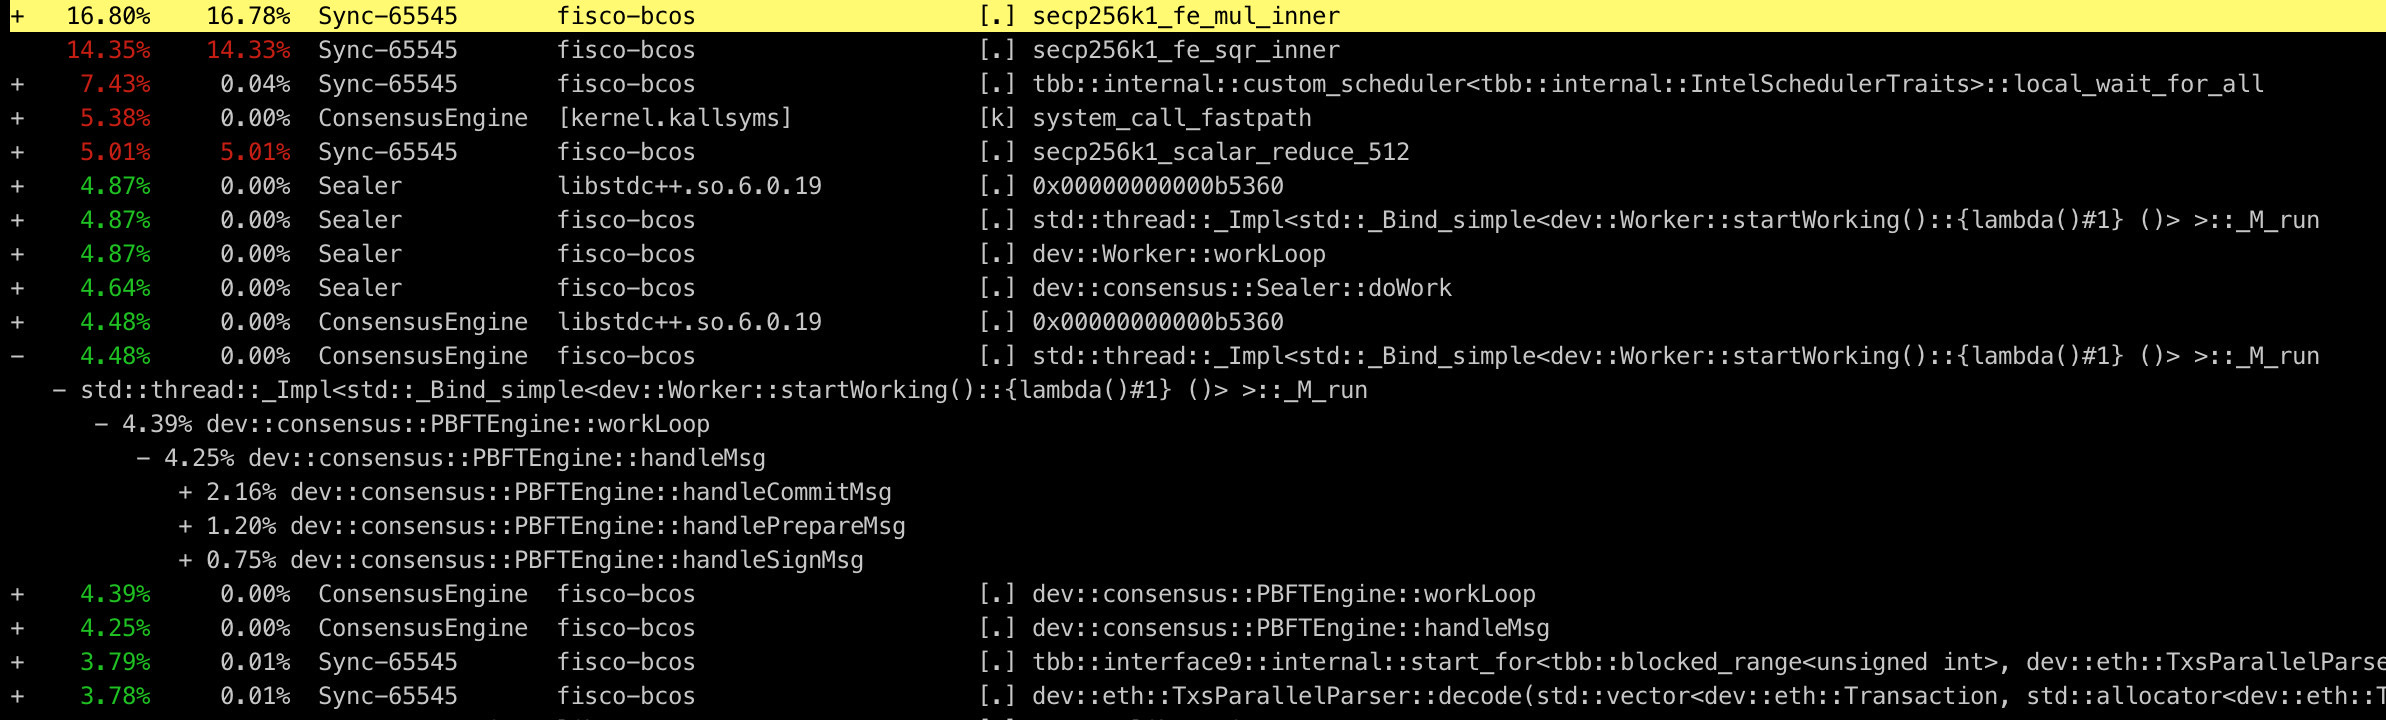 + 16.80% 16.78% Sync-65545 fisco-bcos [.] secp256k1_fe_mul_inner
14.35% 14.33% Sync-65545 fisco-bcos [.] secp256k1_fe_sqr_inner
+ 7.43% 0.04% Sync-65545 fisco-bcos [.] tbb::internal::custom_scheduler<tbb::internal::IntelSchedulerTraits>::local_wait_for_all
+ 5.38% 0.00% ConsensusEngine [kernel.kallsyms] [k] system_call_fastpath
+ 5.01% 5.01% Sync-65545 fisco-bcos [.] secp256k1_scalar_reduce_512
+ 4.87% 0.00% Sealer libstdc++.so.6.0.19 [.] 0x00000000000b5360
+ 4.87% 0.00% Sealer fisco-bcos [.] std::thread::_Impl<std::_Bind_simple<dev::Worker::startWorking()::{lambda()#1} ()> >::_M_run
+ 4.87% 0.00% Sealer fisco-bcos [.] dev::Worker::workLoop
+ 4.64% 0.00% Sealer fisco-bcos [.] dev::consensus::Sealer::doWork
+ 4.48% 0.00% ConsensusEngine libstdc++.so.6.0.19 [.] 0x00000000000b5360
− 4.48% 0.00% ConsensusEngine fisco-bcos [.] std::thread::_Impl<std::_Bind_simple<dev::Worker::startWorking()::{lambda()#1} ()> >::_M_run
− std::thread::_Impl<std::_Bind_simple<dev::Worker::startWorking()::{lambda()#1} ()> >::_M_run
− 4.39% dev::consensus::PBFTEngine::workLoop
− 4.25% dev::consensus::PBFTEngine::handleMsg
+ 2.16% dev::consensus::PBFTEngine::handleCommitMsg
+ 1.20% dev::consensus::PBFTEngine::handlePrepareMsg
+ 0.75% dev::consensus::PBFTEngine::handleSignMsg
+ 4.39% 0.00% ConsensusEngine fisco-bcos [.] dev::consensus::PBFTEngine::workLoop
+ 4.25% 0.00% ConsensusEngine fisco-bcos [.] dev::consensus::PBFTEngine::handleMsg
+ 3.79% 0.01% Sync-65545 fisco-bcos [.] tbb::interface9::internal::start_for<tbb::blocked_range<unsigned int>, dev::eth::TxsParallelParse
+ 3.78% 0.01% Sync-65545 fisco-bcos [.] dev::eth::TxsParallelParser::decode(std::vector<dev::eth::Transaction, std::allocator<dev::eth::T